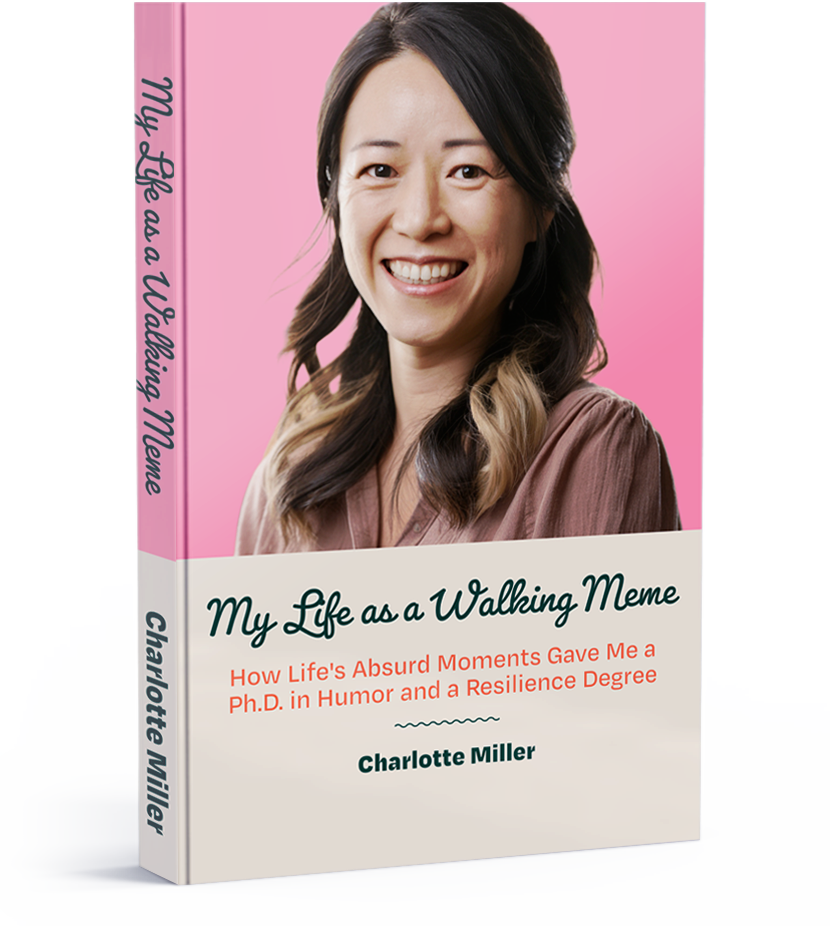 My Life as a Walking Meme
Charlotte Miller
My Life as a Walking Meme
How Life's Absurd Moments Gave Me a
Ph.D. in Humor and a Resilience Degree
Charlotte Miller